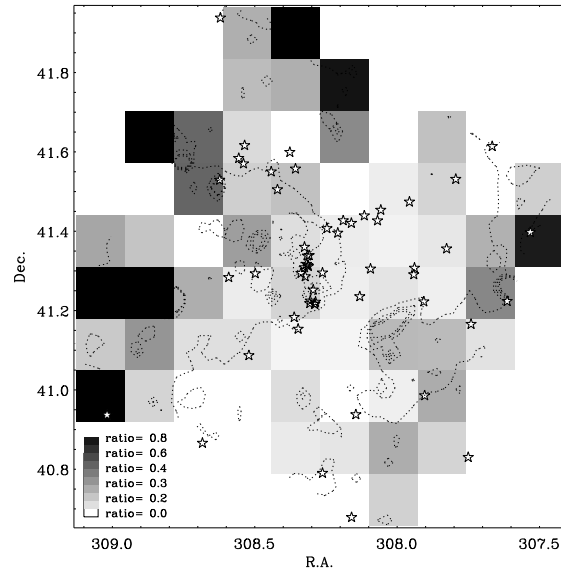 41.8
41.6
41.4
41.2
41.0
40.8
Dec.
ratio= 0.8
ratio= 0.6
ratio= 0.4
ratio= 0.3
ratio= 0.2
ratio= 0.0
309.0 308.5 308.0 307.5
R.A.